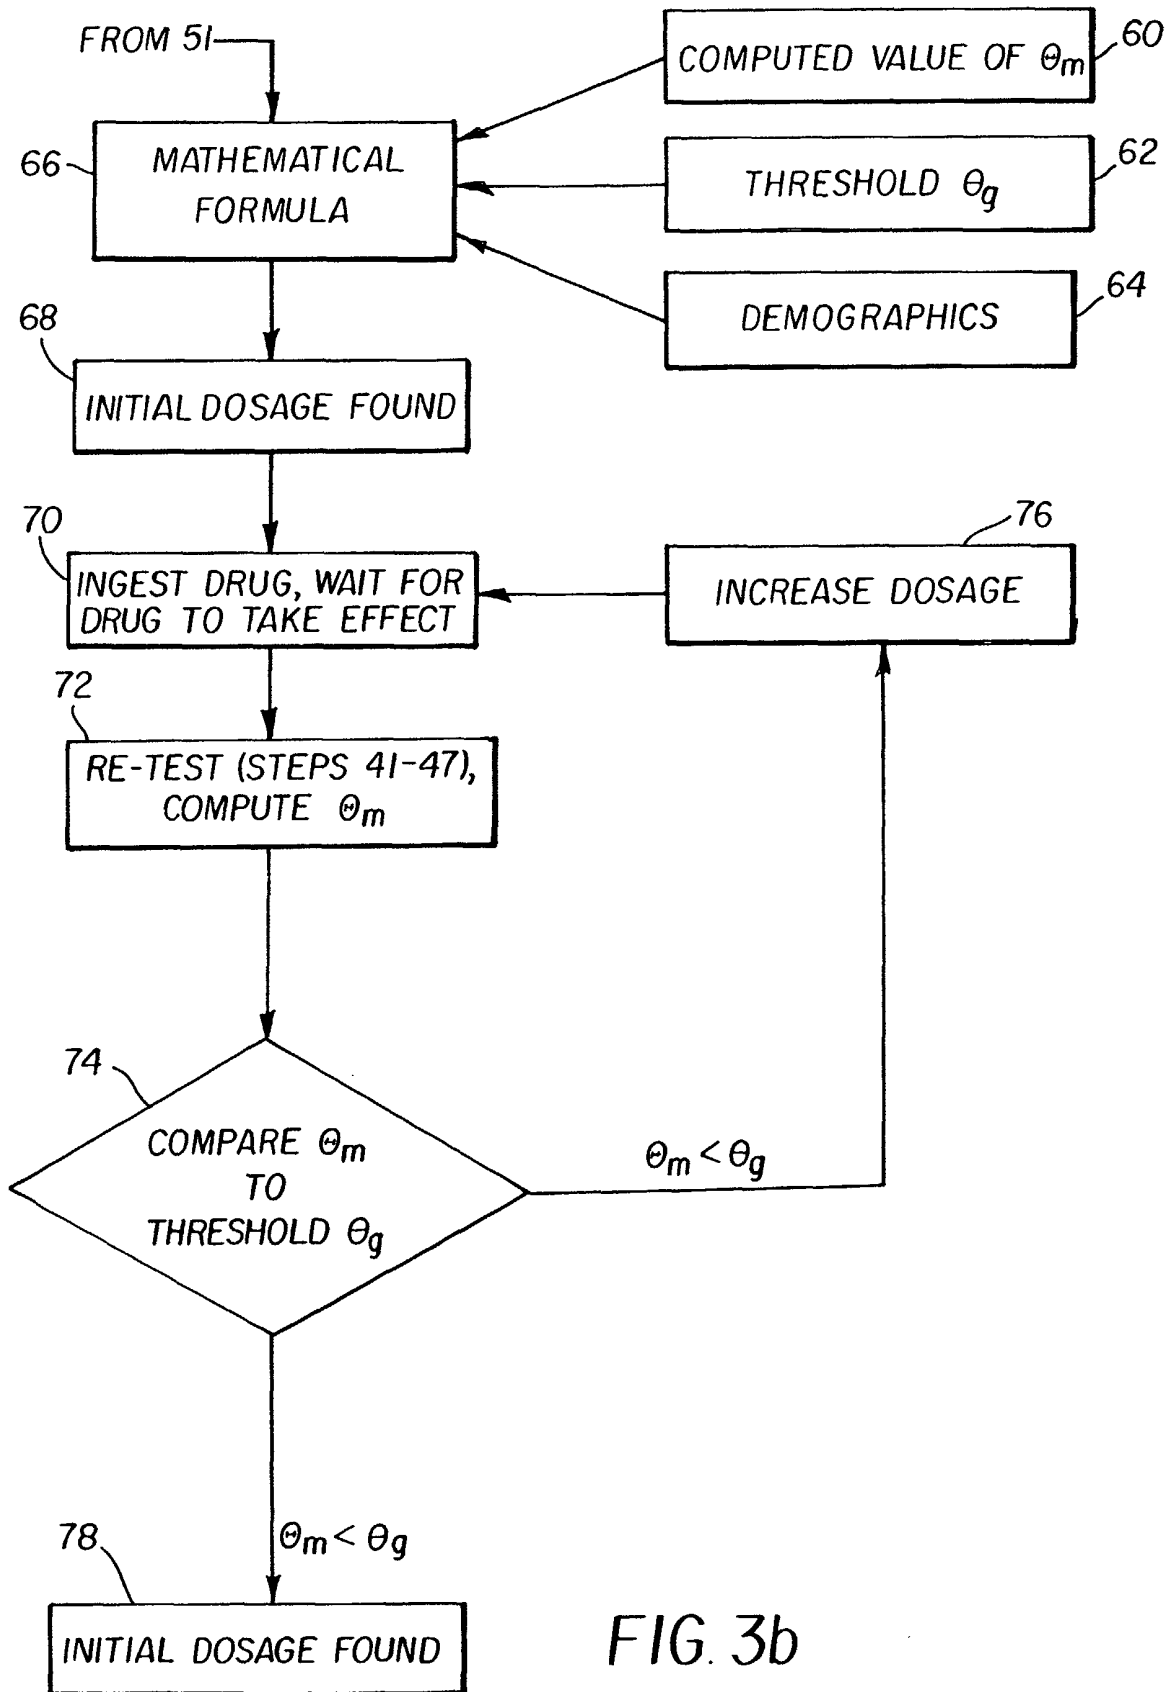 FROM 51
COMPUTED VALUE OF Θm
60
66
MATHEMATICAL
FORMULA
THRESHOLD θg
62
DEMOGRAPHICS
64
68
INITIAL DOSAGE FOUND
70
INGEST DRUG, WAIT FOR
DRUG TO TAKE EFFECT
76
INCREASE DOSAGE
72
RE-TEST (STEPS 41-47),
COMPUTE Θm
74
COMPARE Θm
TO
THRESHOLD θg
Θm < θg
Θm < θg
78
INITIAL DOSAGE FOUND
FIG. 3b